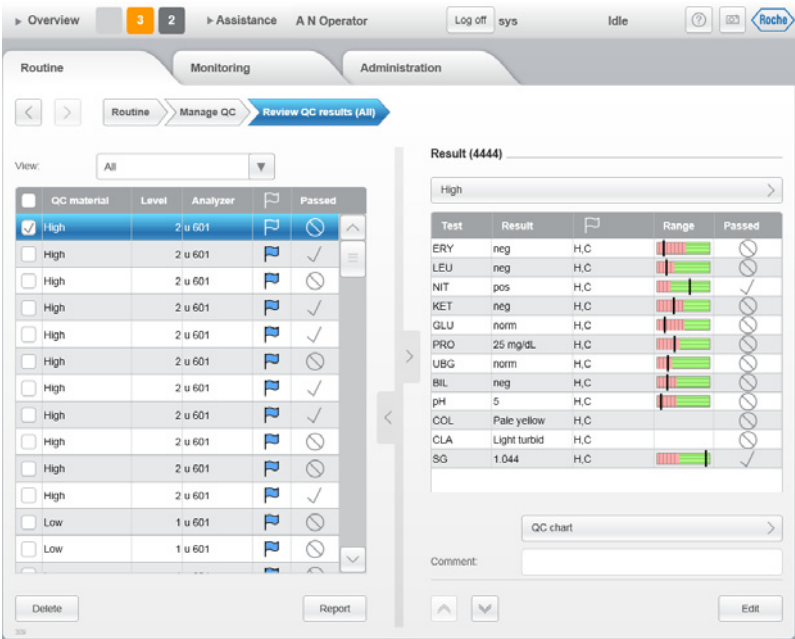 Overview 3 2 Assistance A N Operator Log off sys Idle ? Roche
Routine Monitoring Administration
Routine Manage QC Review QC results (All)
View: All
QC material Level Analyzer Passed
High 2 u 601
High 2 u 601
High 2 u 601
High 2 u 601
High 2 u 601
High 2 u 601
High 2 u 601
High 2 u 601
High 2 u 601
High 2 u 601
High 2 u 601
Low 1 u 601
Low 1 u 601
Delete Report
Result (4444)
High
Test Result Range Passed
ERY neg H,C
LEU neg H,C
NIT pos H,C
KET neg H,C
GLU norm H,C
PRO 25 mg/dL H,C
UBG norm H,C
BIL neg H,C
pH 5 H,C
COL Pale yellow H,C
CLA Light turbid H,C
SG 1.044 H,C
QC chart
Comment:
Edit